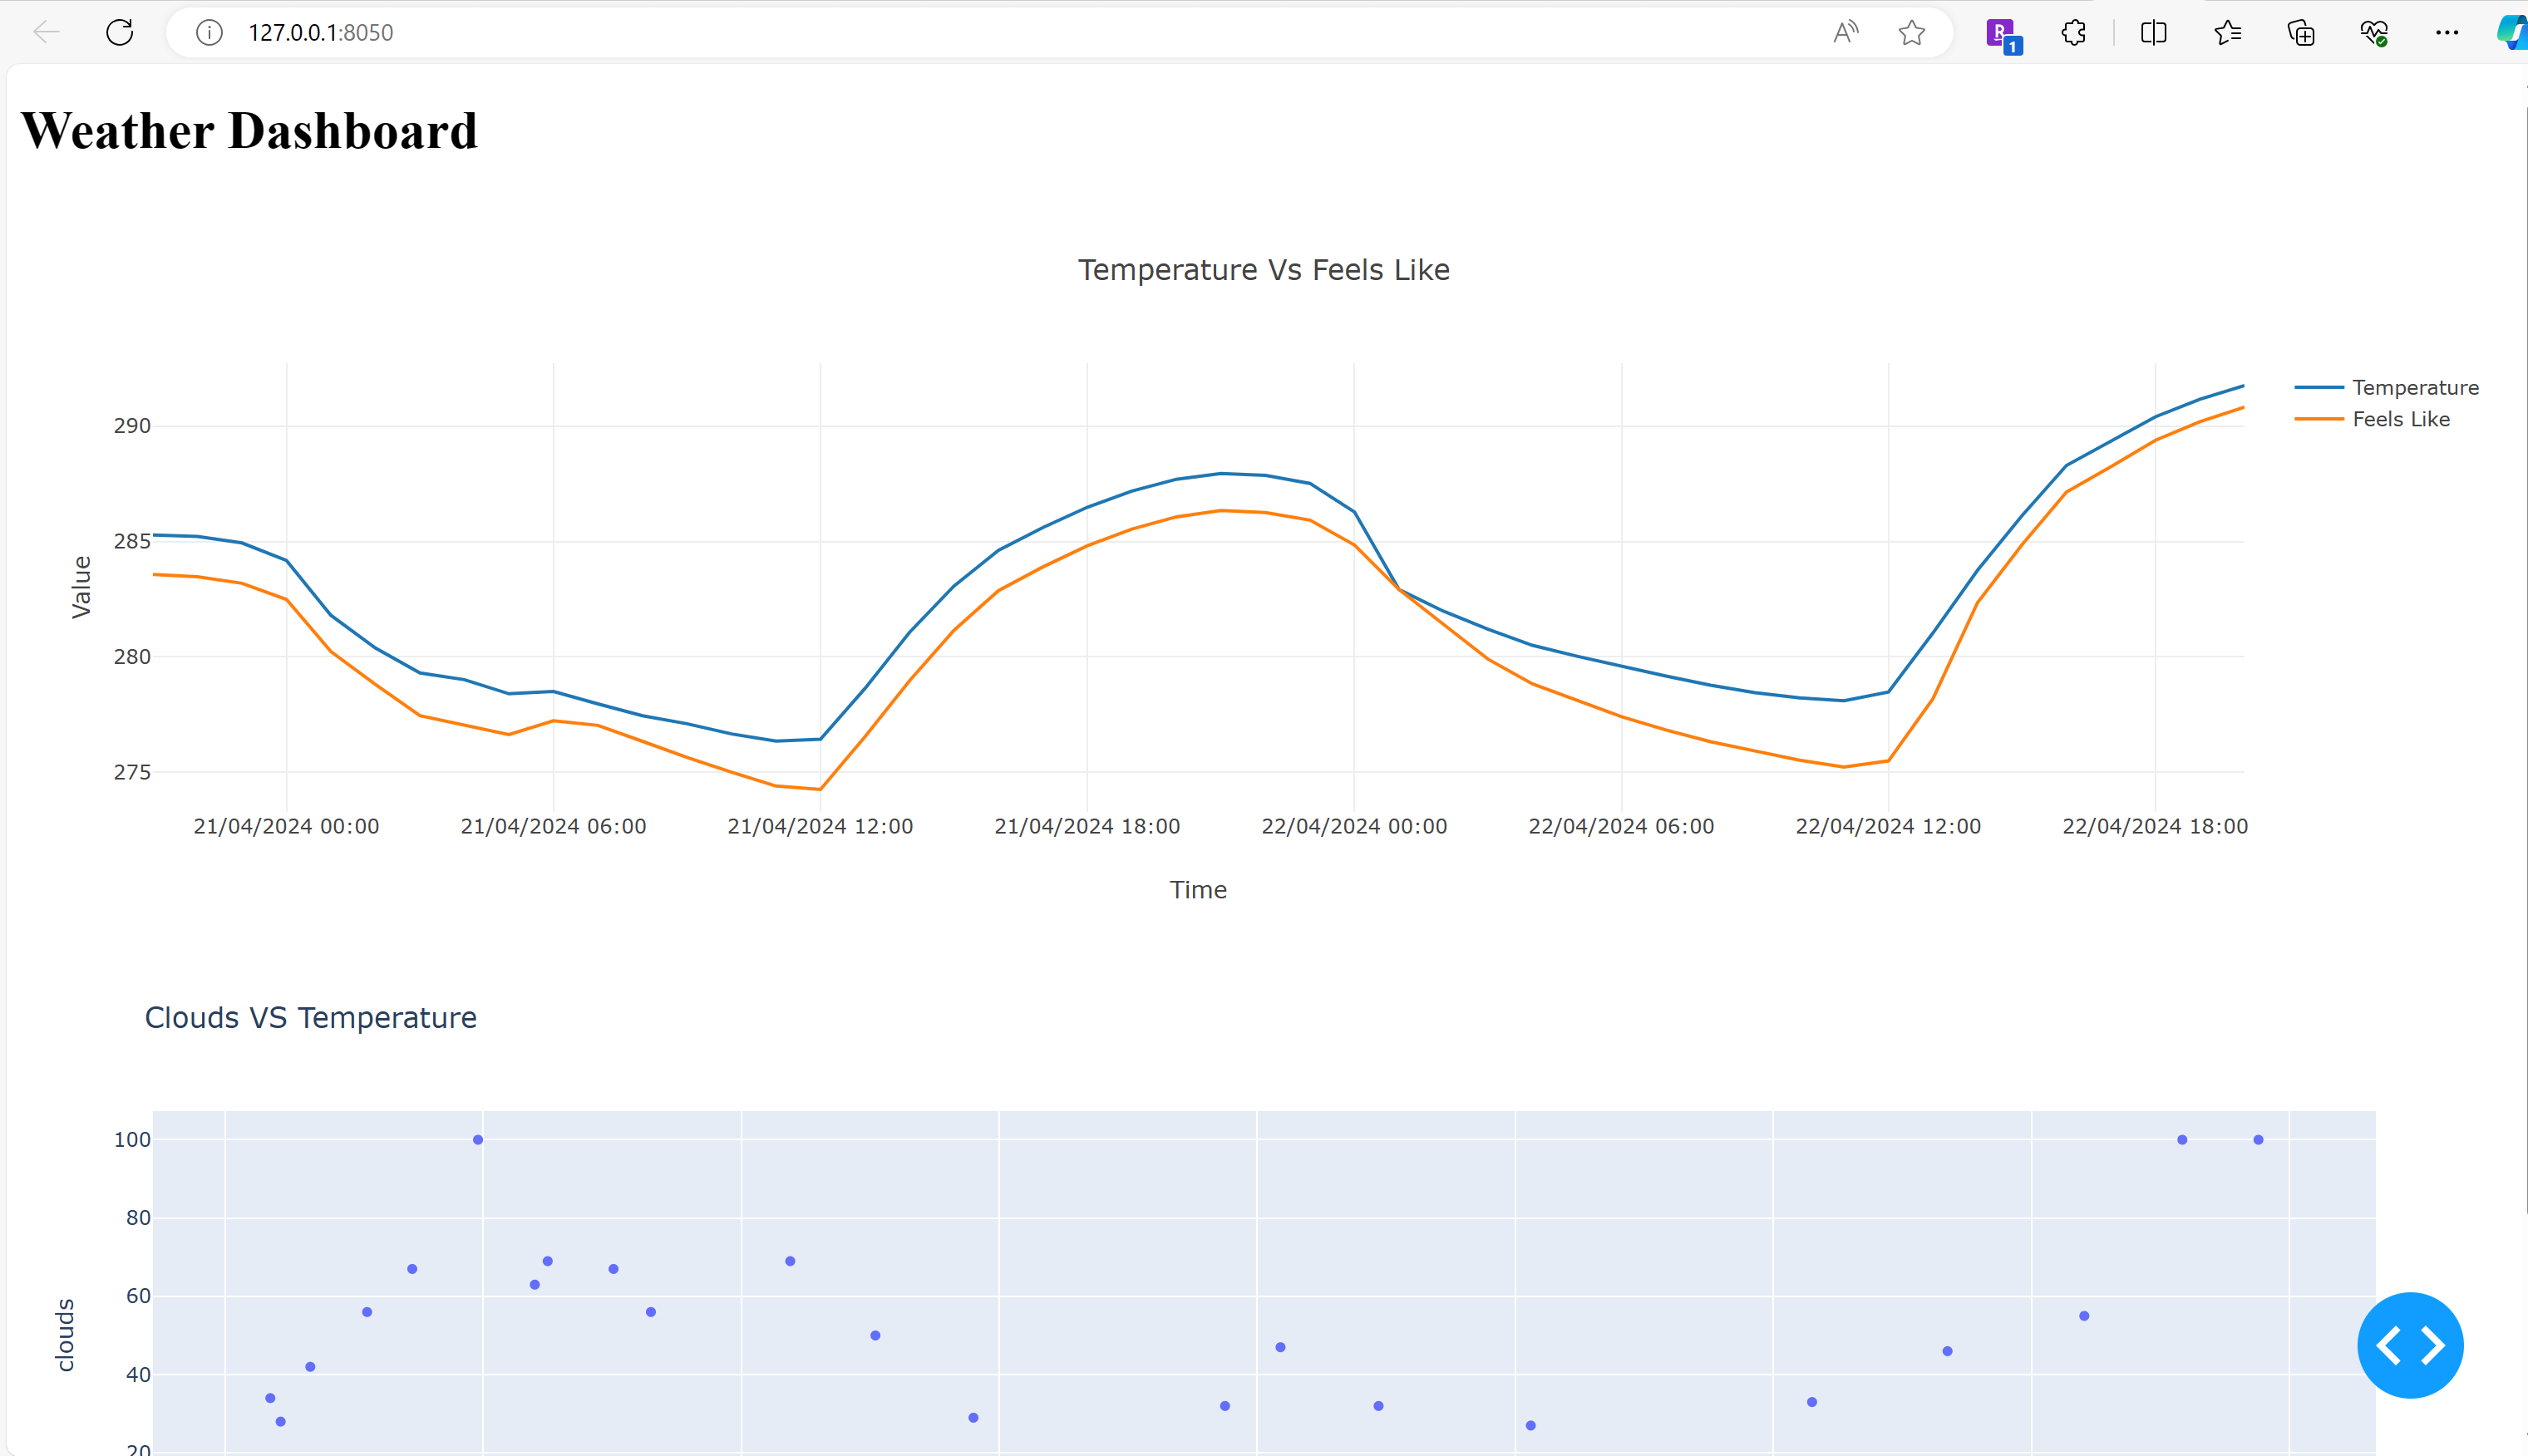 127.0.0.1:8050
Weather Dashboard
Temperature Vs Feels Like
Temperature
Feels Like
290
285
280
275
Value
21/04/2024 00:00 21/04/2024 06:00 21/04/2024 12:00 21/04/2024 18:00 22/04/2024 00:00 22/04/2024 06:00 22/04/2024 12:00 22/04/2024 18:00
Time
Clouds VS Temperature
100
80
60
40
20
clouds
R
1